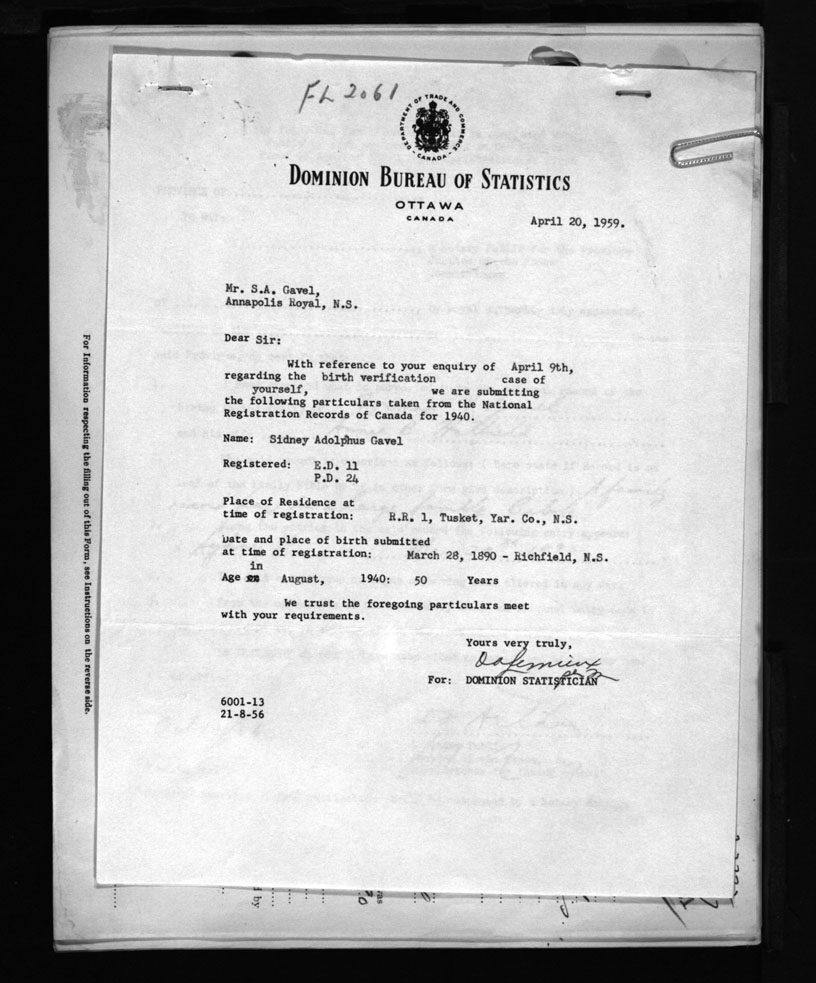 FL 2061
DEPARTMENT OF TRADE AND COMMERCE
CANADA
DOMINION BUREAU OF STATISTICS
OTTAWA
CANADA
April 20, 1959.
Mr. S.A. Gavel,
Annapolis Royal, N.S.
Dear Sir:
With reference to your enquiry of April 9th,
regarding the birth verification case of
yourself, we are submitting
the following particulars taken from the National
Registration Records of Canada for 1940.
Name: Sidney Adolphus Gavel
Registered: E.D. 11
P.D. 24
Place of Residence at
time of registration: R.R. 1, Tusket, Yar. Co., N.S.
Date and place of birth submitted
at time of registration: March 28, 1890 - Richfield, N.S.
in
Age on August, 1940: 50 Years
We trust the foregoing particulars meet
with your requirements.
Yours very truly,
For: DOMINION STATISTICIAN
6001-13
21-8-56
For Information respecting the filling out of this Form, see Instructions on the reverse side.